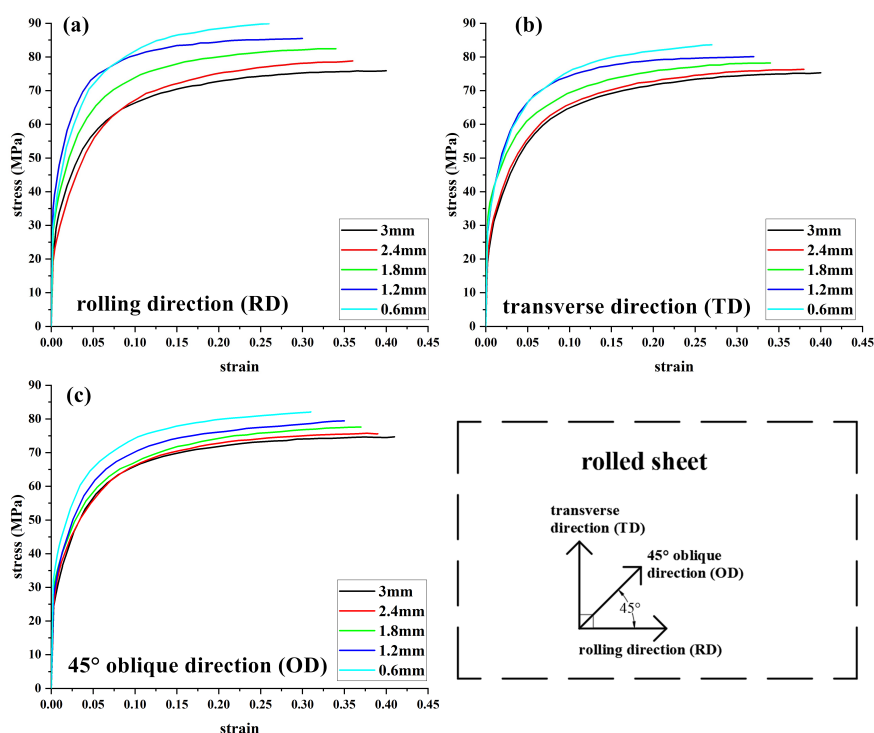 (a)
90
80
70
60
50
40
30
20
10
0
stress (MPa)
3mm
2.4mm
1.8mm
1.2mm
0.6mm
rolling direction (RD)
0.00 0.05 0.10 0.15 0.20 0.25 0.30 0.35 0.40 0.45
strain
(b)
90
80
70
60
50
40
30
20
10
0
stress (MPa)
3mm
2.4mm
1.8mm
1.2mm
0.6mm
transverse direction (TD)
0.00 0.05 0.10 0.15 0.20 0.25 0.30 0.35 0.40 0.45
strain
(c)
90
80
70
60
50
40
30
20
10
0
stress (MPa)
3mm
2.4mm
1.8mm
1.2mm
0.6mm
45° oblique direction (OD)
0.00 0.05 0.10 0.15 0.20 0.25 0.30 0.35 0.40 0.45
strain
rolled sheet
transverse
direction (TD)
45° oblique
direction (OD)
45°
rolling direction (RD)